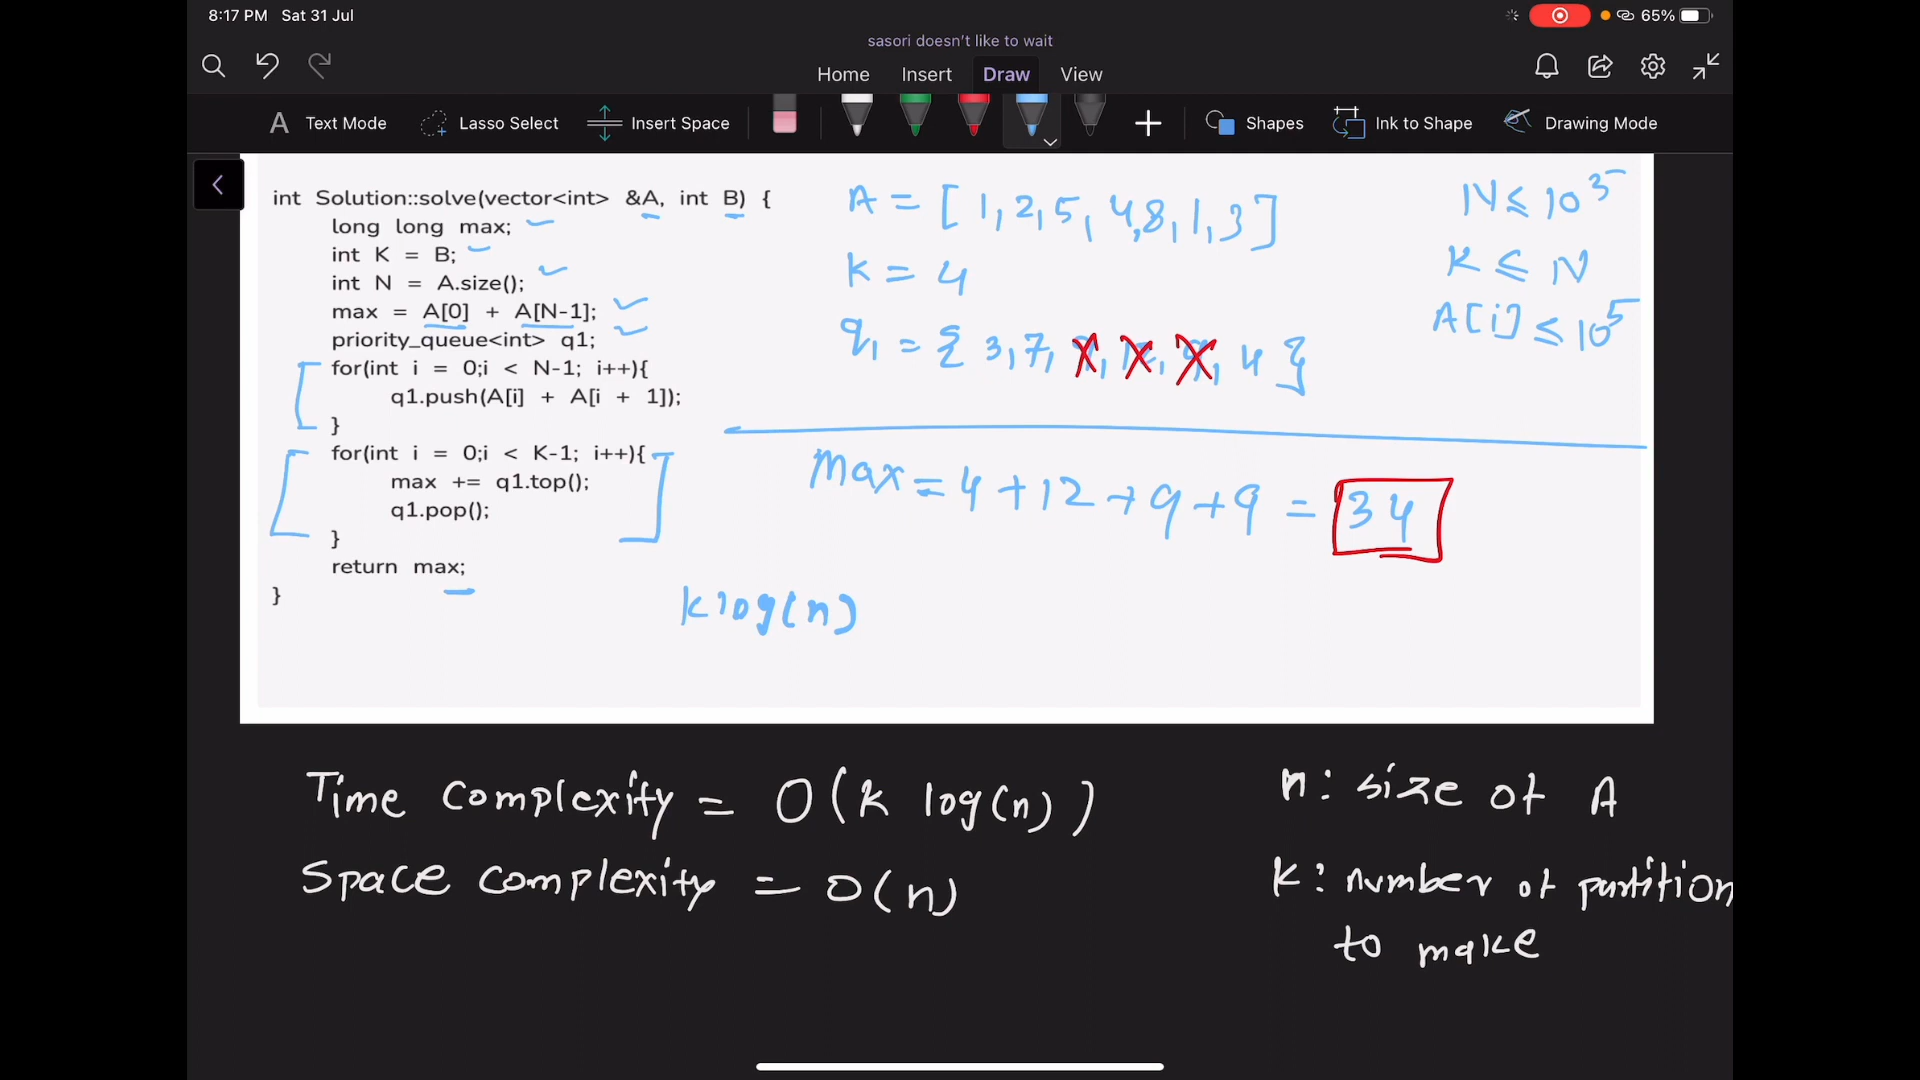 8:17 PM Sat 31 Jul
65%
sasori doesn't like to wait
Home Insert Draw View
A Text Mode Lasso Select Insert Space Shapes Ink to Shape Drawing Mode
int Solution::solve(vector<int> &A, int B) {
long long max;
int K = B;
int N = A.size();
max = A[0] + A[N-1];
priority_queue<int> q1;
for(int i = 0;i < N-1; i++){
q1.push(A[i] + A[i + 1]);
}
for(int i = 0;i < K-1; i++){
max += q1.top();
q1.pop();
}
return max;
}
A = [1,2,5,4,8,1,3]
K = 4
q1 = {3,7, , , , 4}
N ≤ 10^5
K ≤ N
A[i] ≤ 10^5
Max = 4+12+9+9 = 34
K log(n)
Time complexity = O(K log(n))
Space complexity = O(n)
n: size of A
K: number of partition
to make